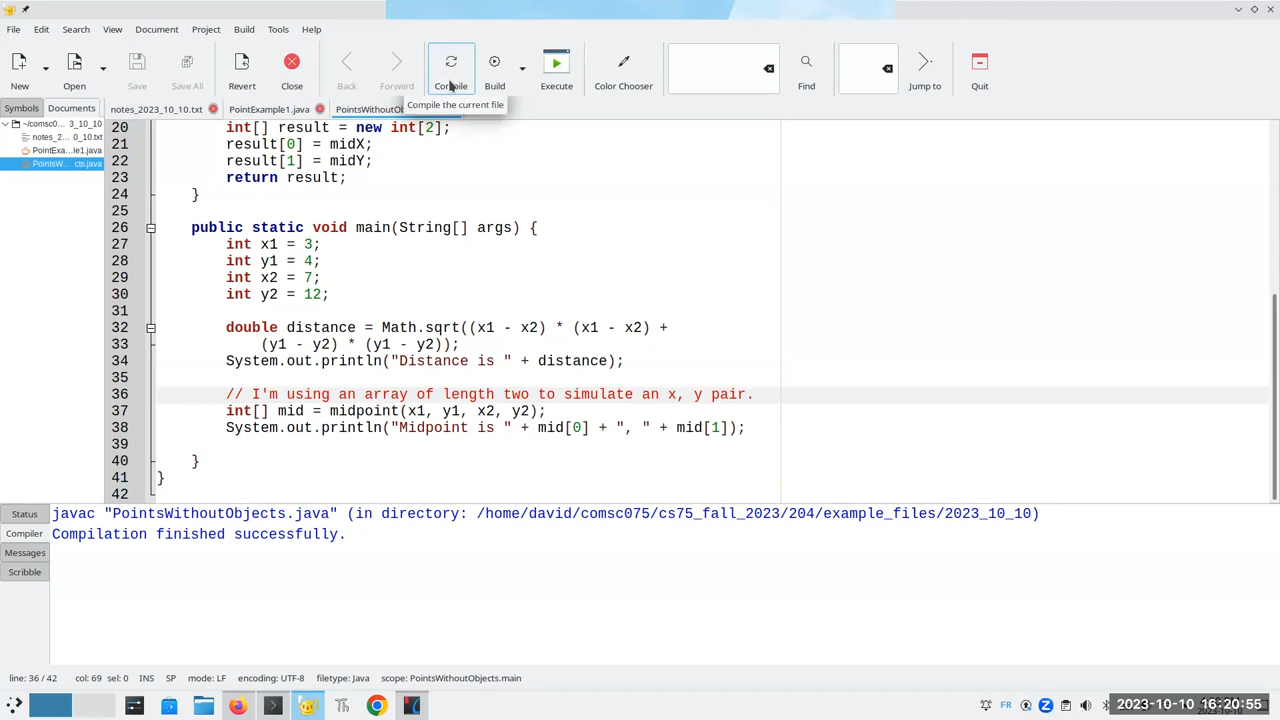 File Edit Search View Document Project Build Tools Help
New Open Save Save All Revert Close Back Forward Compile Build Execute Color Chooser Find Jump to Quit
Symbols Documents notes_2023_10_10.txt PointExample1.java PointsWithoutOb
Compile the current file
~/comsc0... 3_10_10
notes_2... 0_10.txt
PointExa...le1.java
PointsW... cts.java
20 int[] result = new int[2];
21 result[0] = midX;
22 result[1] = midY;
23 return result;
24 }
25
26 public static void main(String[] args) {
27 int x1 = 3;
28 int y1 = 4;
29 int x2 = 7;
30 int y2 = 12;
31
32 double distance = Math.sqrt((x1 - x2) * (x1 - x2) +
33 (y1 - y2) * (y1 - y2));
34 System.out.println("Distance is " + distance);
35
36 // I'm using an array of length two to simulate an x, y pair.
37 int[] mid = midpoint(x1, y1, x2, y2);
38 System.out.println("Midpoint is " + mid[0] + ", " + mid[1]);
39
40 }
41 }
42
Status
Compiler
Messages
Scribble
javac "PointsWithoutObjects.java" (in directory: /home/david/comsc075/cs75_fall_2023/204/example_files/2023_10_10)
Compilation finished successfully.
line: 36 / 42 col: 69 sel: 0 INS SP mode: LF encoding: UTF-8 filetype: Java scope: PointsWithoutObjects.main
FR
2023-10-10 16:20:55